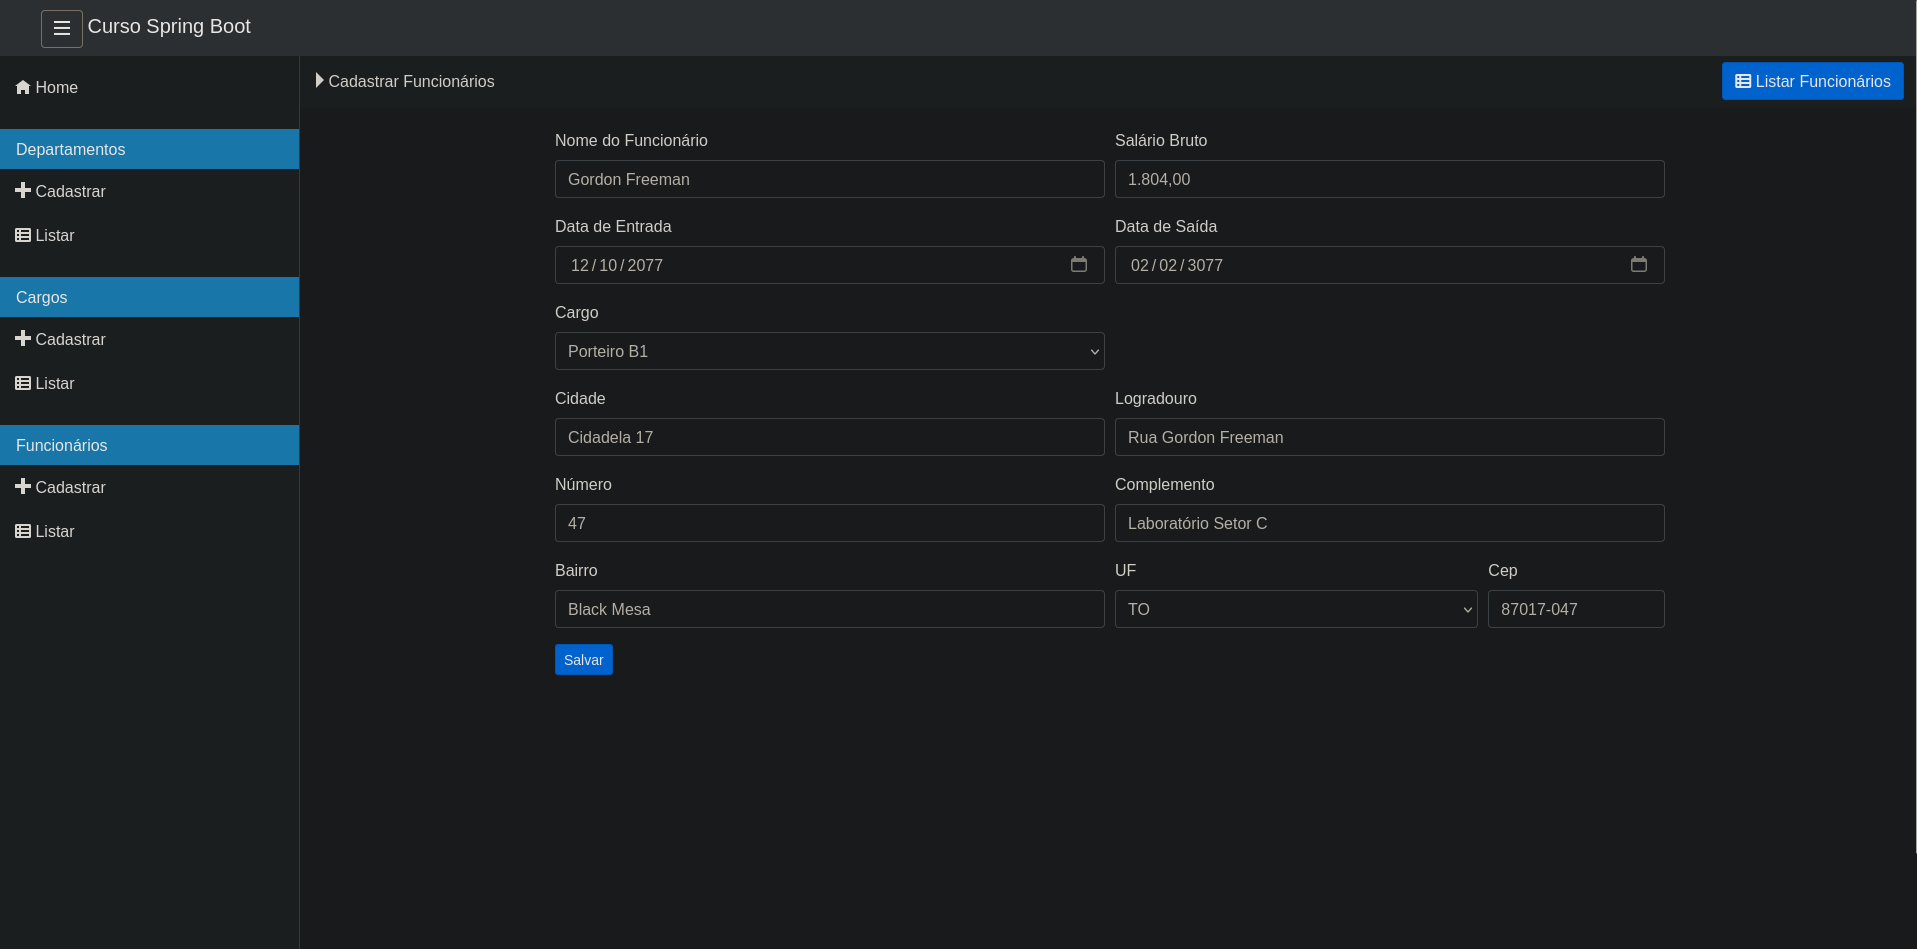 Curso Spring Boot
Home
Departamentos
Cadastrar
Listar
Cargos
Cadastrar
Listar
Funcionários
Cadastrar
Listar
Cadastrar Funcionários
Listar Funcionários
Nome do Funcionário
Salário Bruto
Gordon Freeman
1.804,00
Data de Entrada
Data de Saída
12/10/2077
02/02/3077
Cargo
Porteiro B1
Cidade
Logradouro
Cidadela 17
Rua Gordon Freeman
Número
Complemento
47
Laboratório Setor C
Bairro
UF
Cep
Black Mesa
TO
87017-047
Salvar